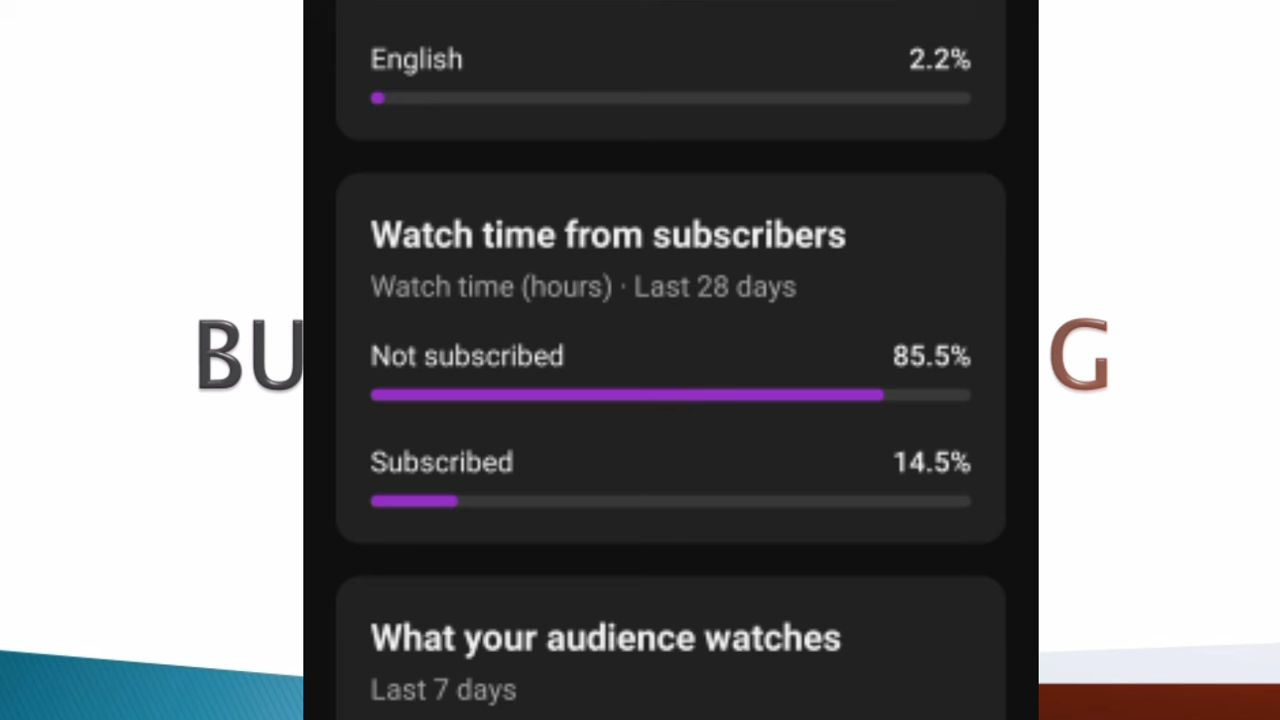 English 2.2%
Watch time from subscribers
Watch time (hours) · Last 28 days
Not subscribed 85.5%
BU G
Subscribed 14.5%
What your audience watches
Last 7 days